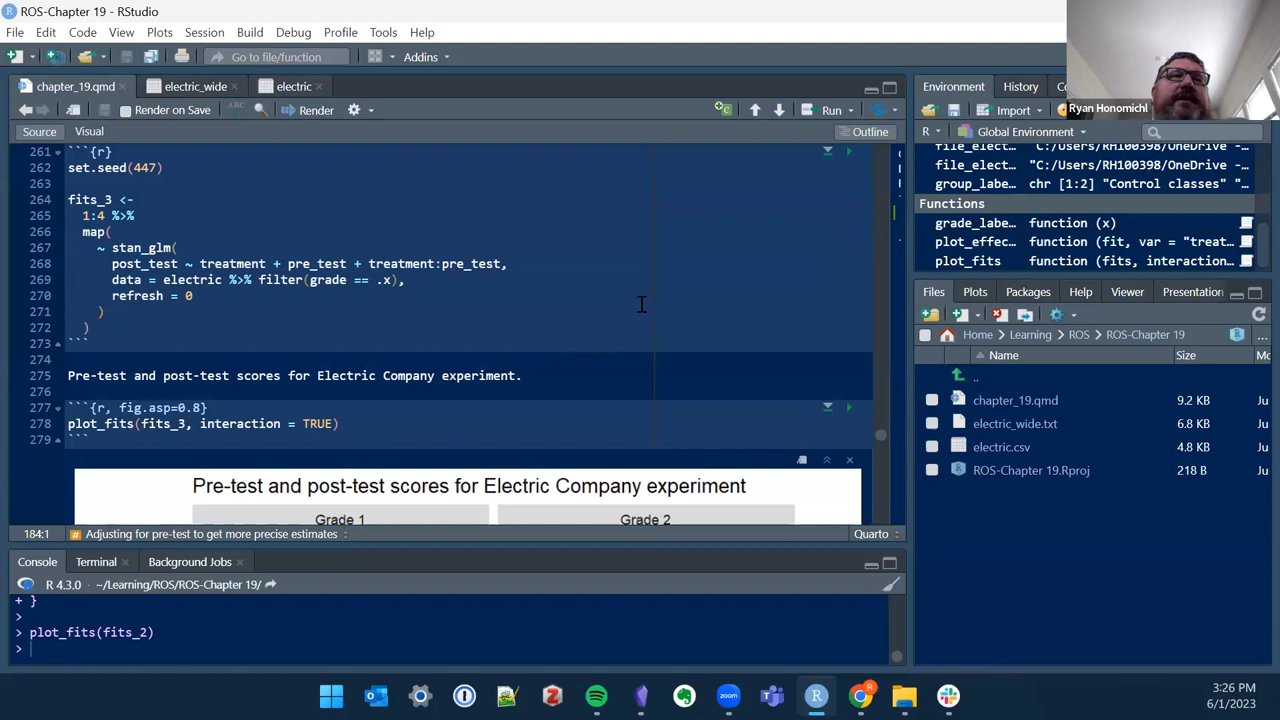 ROS-Chapter 19 - RStudio
File Edit Code View Plots Session Build Debug Profile Tools Help
Go to file/function Addins
chapter_19.qmd electric_wide electric
Render on Save ABC Render Run
Source Visual Outline
261 ```{r}
262 set.seed(447)
263
264 fits_3 <-
265 1:4 %>%
266 map(
267 ~ stan_glm(
268 post_test ~ treatment + pre_test + treatment:pre_test,
269 data = electric %>% filter(grade == .x),
270 refresh = 0
271 )
272 )
273 ```
274
275 Pre-test and post-test scores for Electric Company experiment.
276
277 ```{r, fig.asp=0.8}
278 plot_fits(fits_3, interaction = TRUE)
279 ```
Pre-test and post-test scores for Electric Company experiment
Grade 1 Grade 2
184:1 # Adjusting for pre-test to get more precise estimates Quarto
Console Terminal Background Jobs
R 4.3.0 · ~/Learning/ROS/ROS-Chapter 19/
+ }
>
> plot_fits(fits_2)
>
Ryan Honomichl
Environment History Co
Import
R Global Environment
file_elect… "C:/Users/RH100398/OneDrive -…
file_elect… "C:/Users/RH100398/OneDrive -…
group_labe… chr [1:2] "Control classes" "…
Functions
grade_labe… function (x)
plot_effec… function (fit, var = "treat…
plot_fits function (fits, interaction…
Files Plots Packages Help Viewer Presentation
Home Learning ROS ROS-Chapter 19 ...
Name Size Mo
..
chapter_19.qmd 9.2 KB Ju
electric_wide.txt 6.8 KB Ju
electric.csv 4.8 KB Ju
ROS-Chapter 19.Rproj 218 B Ju
3:26 PM
6/1/2023